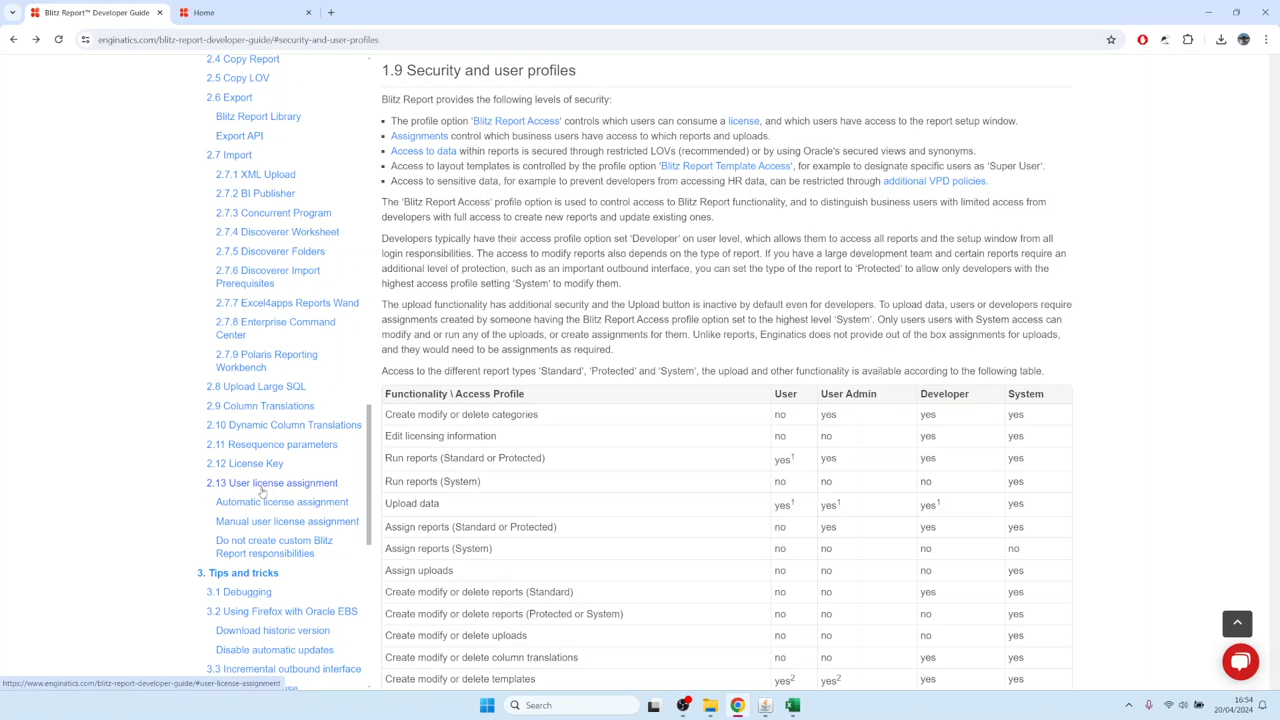 Blitz Report™ Developer Guide
Home
enginatics.com/blitz-report-developer-guide/#security-and-user-profiles
2.4 Copy Report
2.5 Copy LOV
2.6 Export
Blitz Report Library
Export API
2.7 Import
2.7.1 XML Upload
2.7.2 BI Publisher
2.7.3 Concurrent Program
2.7.4 Discoverer Worksheet
2.7.5 Discoverer Folders
2.7.6 Discoverer Import
Prerequisites
2.7.7 Excel4apps Reports Wand
2.7.8 Enterprise Command
Center
2.7.9 Polaris Reporting
Workbench
2.8 Upload Large SQL
2.9 Column Translations
2.10 Dynamic Column Translations
2.11 Resequence parameters
2.12 License Key
2.13 User license assignment
Automatic license assignment
Manual user license assignment
Do not create custom Blitz
Report responsibilities
3. Tips and tricks
3.1 Debugging
3.2 Using Firefox with Oracle EBS
Download historic version
Disable automatic updates
3.3 Incremental outbound interface
https://www.enginatics.com/blitz-report-developer-guide/#user-license-assignment
1.9 Security and user profiles
Blitz Report provides the following levels of security:
The profile option 'Blitz Report Access' controls which users can consume a license, and which users have access to the report setup window.
Assignments control which business users have access to which reports and uploads.
Access to data within reports is secured through restricted LOVs (recommended) or by using Oracle's secured views and synonyms.
Access to layout templates is controlled by the profile option 'Blitz Report Template Access', for example to designate specific users as 'Super User'.
Access to sensitive data, for example to prevent developers from accessing HR data, can be restricted through additional VPD policies.
The 'Blitz Report Access' profile option is used to control access to Blitz Report functionality, and to distinguish business users with limited access from
developers with full access to create new reports and update existing ones.
Developers typically have their access profile option set 'Developer' on user level, which allows them to access all reports and the setup window from all
login responsibilities. The access to modify reports also depends on the type of report. If you have a large development team and certain reports require an
additional level of protection, such as an important outbound interface, you can set the type of the report to 'Protected' to allow only developers with the
highest access profile setting 'System' to modify them.
The upload functionality has additional security and the Upload button is inactive by default even for developers. To upload data, users or developers require
assignments created by someone having the Blitz Report Access profile option set to the highest level 'System'. Only users users with System access can
modify and or run any of the uploads, or create assignments for them. Unlike reports, Enginatics does not provide out of the box assignments for uploads,
and they would need to be assignments as required.
Access to the different report types 'Standard', 'Protected' and 'System', the upload and other functionality is available according to the following table.
Functionality \ Access Profile User User Admin Developer System
Create modify or delete categories no yes yes yes
Edit licensing information no no yes yes
Run reports (Standard or Protected) yes1 yes yes yes
Run reports (System) no no no yes
Upload data yes1 yes1 yes1 yes
Assign reports (Standard or Protected) no yes yes yes
Assign reports (System) no no no no
Assign uploads no no no yes
Create modify or delete reports (Standard) no no yes yes
Create modify or delete reports (Protected or System) no no no yes
Create modify or delete uploads no no no yes
Create modify or delete column translations no no yes yes
Create modify or delete templates yes2 yes2 yes yes
Search
16:54
20/04/2024